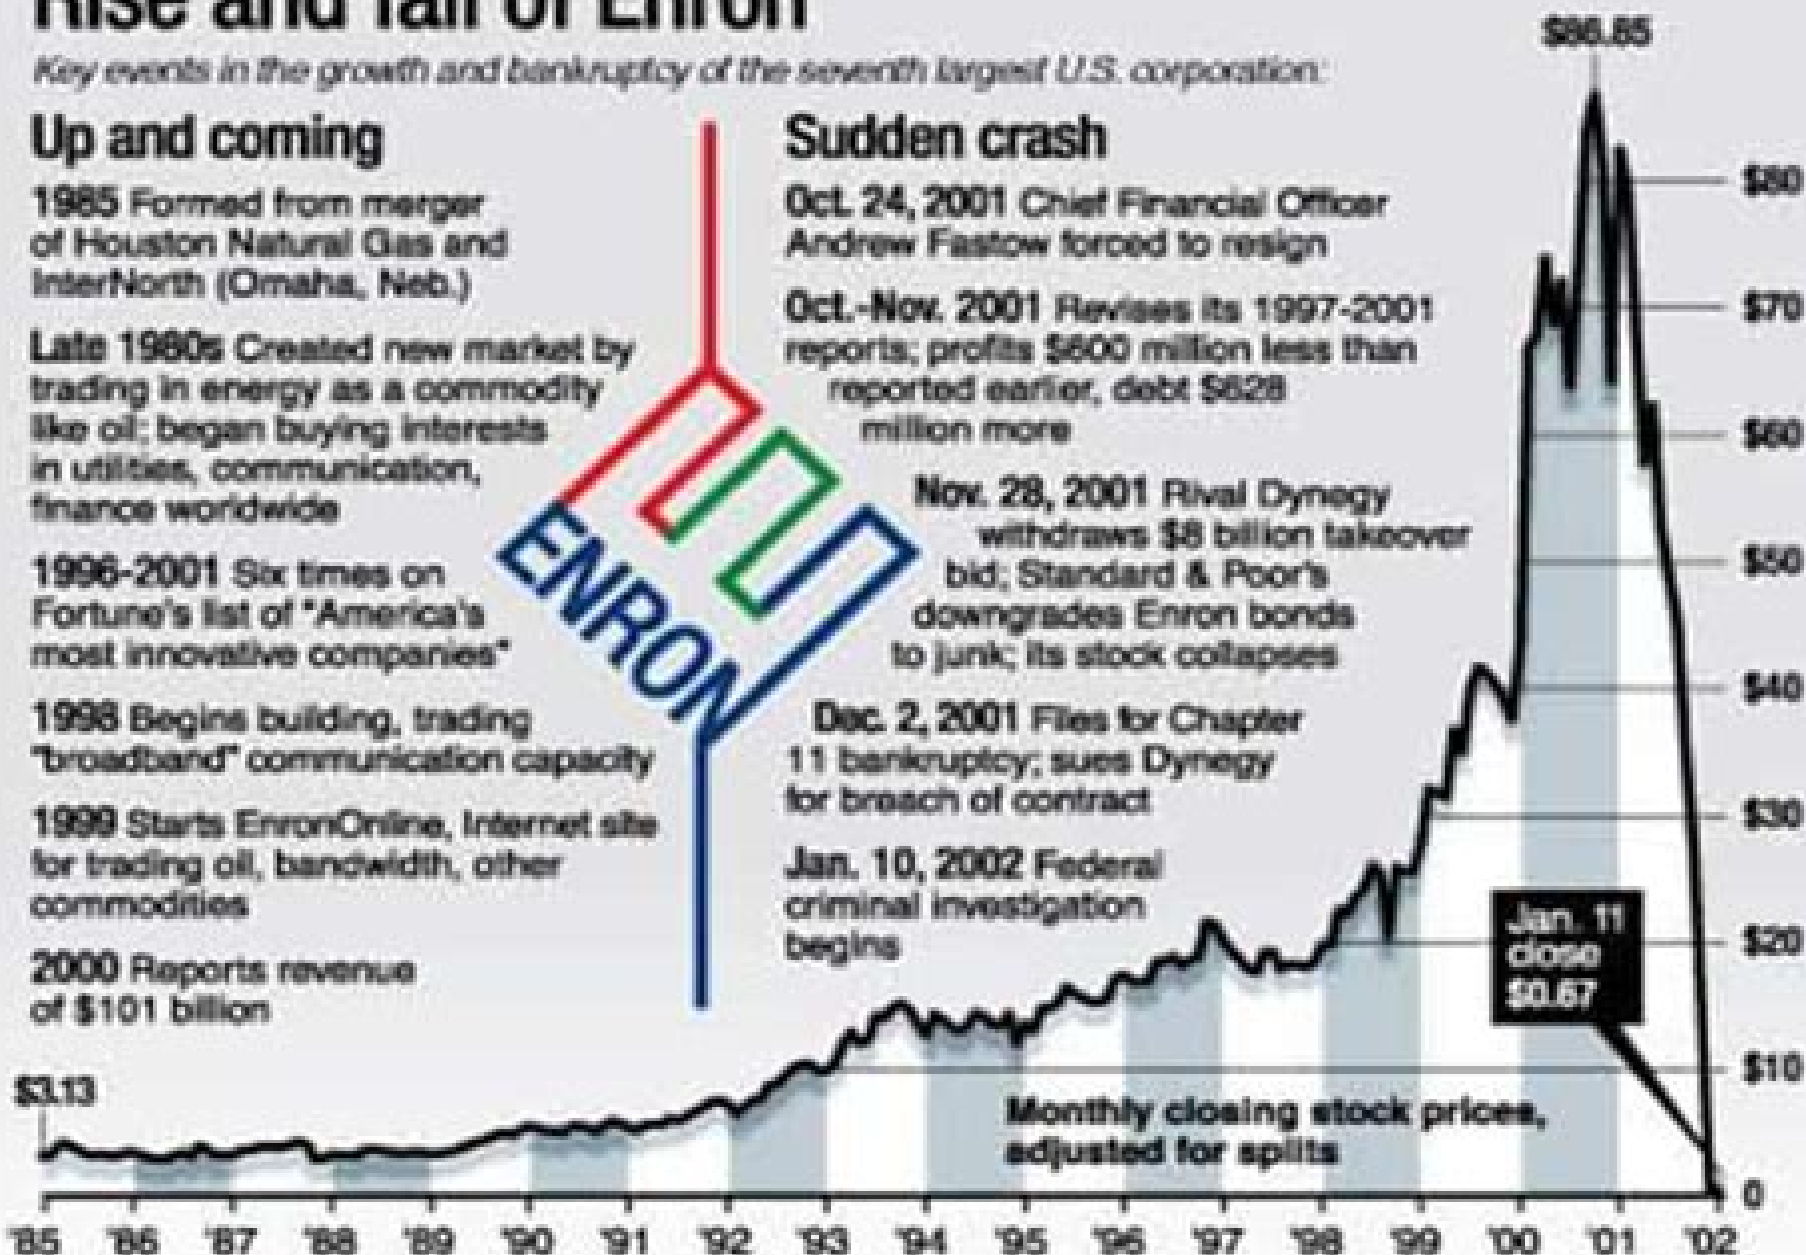 Rise and fall of Enron
Key events in the growth and bankruptcy of the seventh largest U.S. corporation:
Up and coming
1985 Formed from merger
of Houston Natural Gas and
InterNorth (Omaha, Neb.)
Late 1980s Created new market by
trading in energy as a commodity
like oil; began buying interests
in utilities, communication,
finance worldwide
1996-2001 Six times on
Fortune's list of "America's
most innovative companies"
1998 Begins building, trading
"broadband" communication capacity
1999 Starts EnronOnline, Internet site
for trading oil, bandwidth, other
commodities
2000 Reports revenue
of $101 billion
ENRON
Sudden crash
Oct. 24, 2001 Chief Financial Officer
Andrew Fastow forced to resign
Oct.-Nov. 2001 Revises its 1997-2001
reports; profits $600 million less than
reported earlier, debt $628
million more
Nov. 28, 2001 Rival Dynegy
withdraws $8 billion takeover
bid; Standard & Poor's
downgrades Enron bonds
to junk; its stock collapses
Dec. 2, 2001 Files for Chapter
11 bankruptcy; sues Dynegy
for breach of contract
Jan. 10, 2002 Federal
criminal investigation
begins
$86.85
$80
$70
$60
$50
$40
$30
$20
$10
0
Jan. 11
close
$0.67
$3.13
Monthly closing stock prices,
adjusted for splits
'85 '86 '87 '88 '89 '90 '91 '92 '93 '94 '95 '96 '97 '98 '99 '00 '01 '02